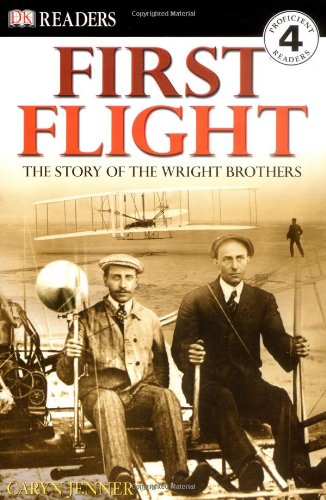 DK READERS
PROFICIENT READERS
4
FIRST
FLIGHT
THE STORY OF THE WRIGHT BROTHERS
CARYN JENNER